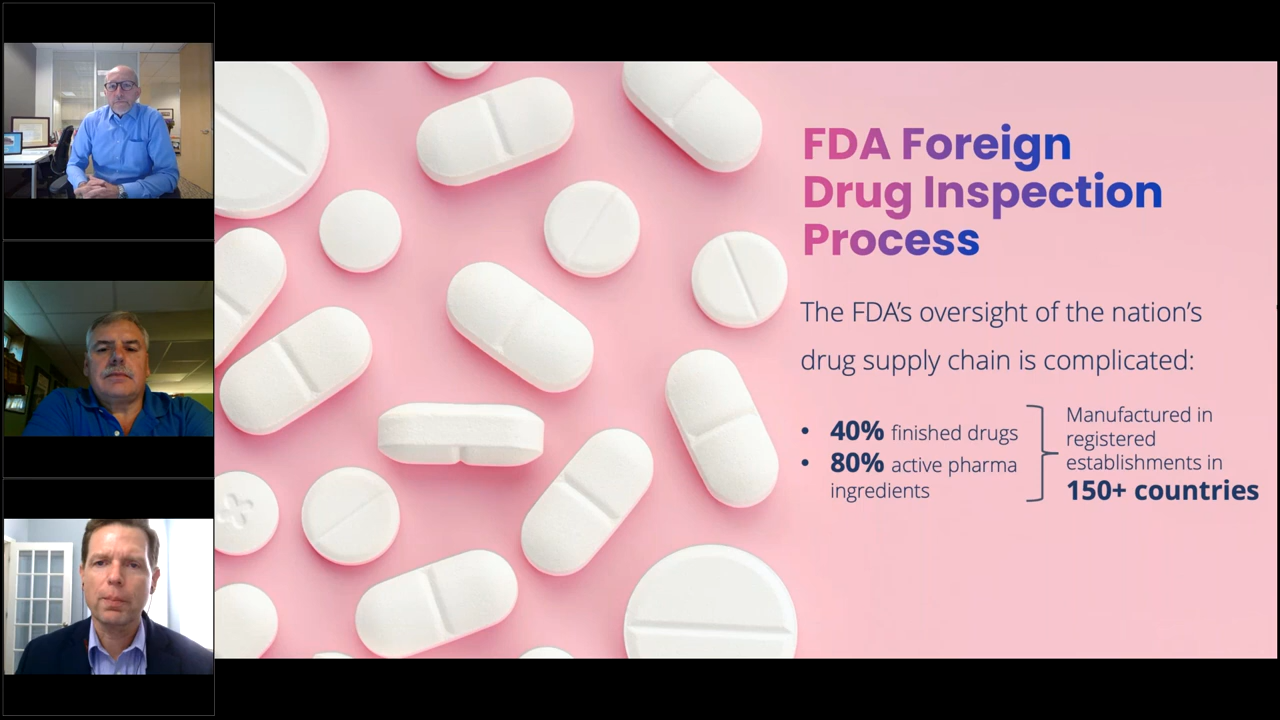 FDA Foreign
Drug Inspection
Process
The FDA’s oversight of the nation’s
drug supply chain is complicated:
• 40% finished drugs
• 80% active pharma
ingredients
Manufactured in
registered
establishments in
150+ countries